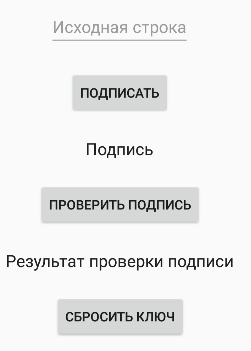 Исходная строка
ПОДПИСАТЬ
Подпись
ПРОВЕРИТЬ ПОДПИСЬ
Результат проверки подписи
СБРОСИТЬ КЛЮЧ